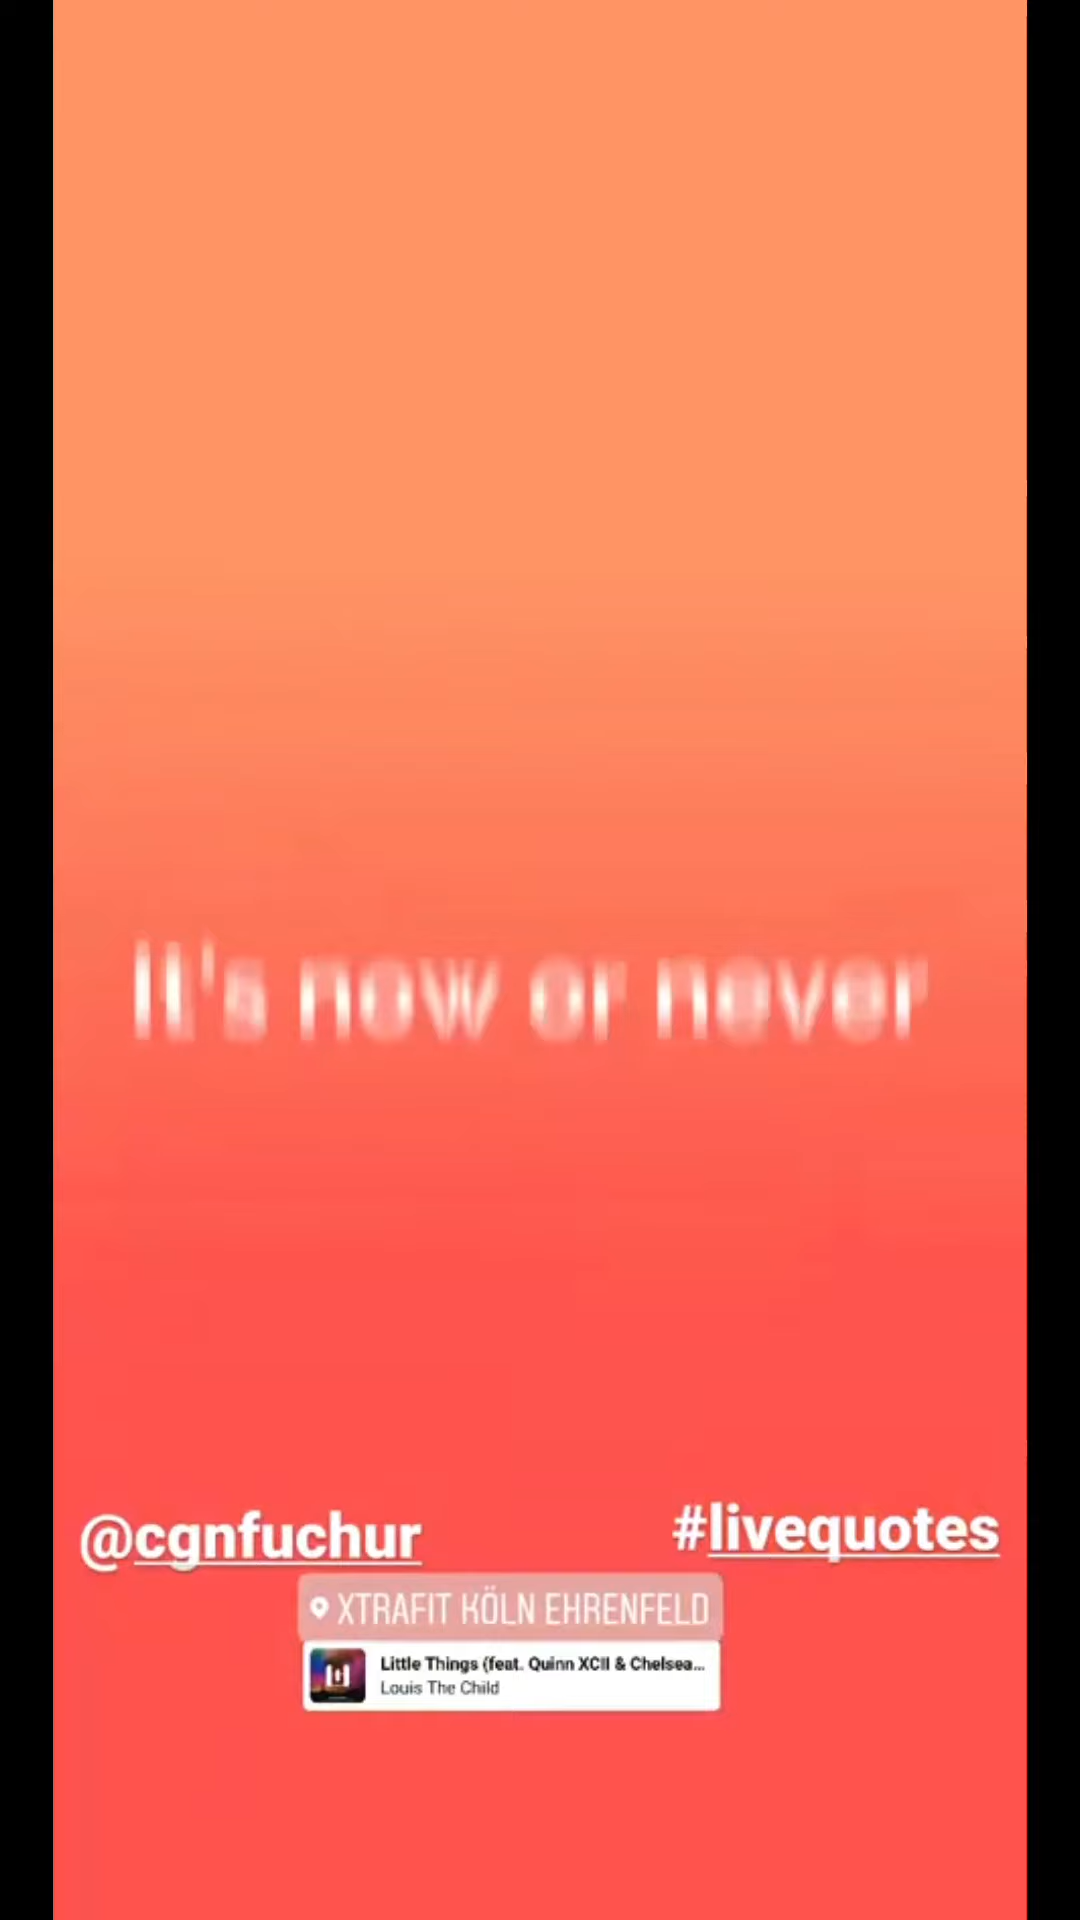 It's now or never
@cgnfuchur
#livequotes
XTRAFIT KÖLN EHRENFELD
Little Things (feat. Quinn XCII & Chelsea...
Louis The Child